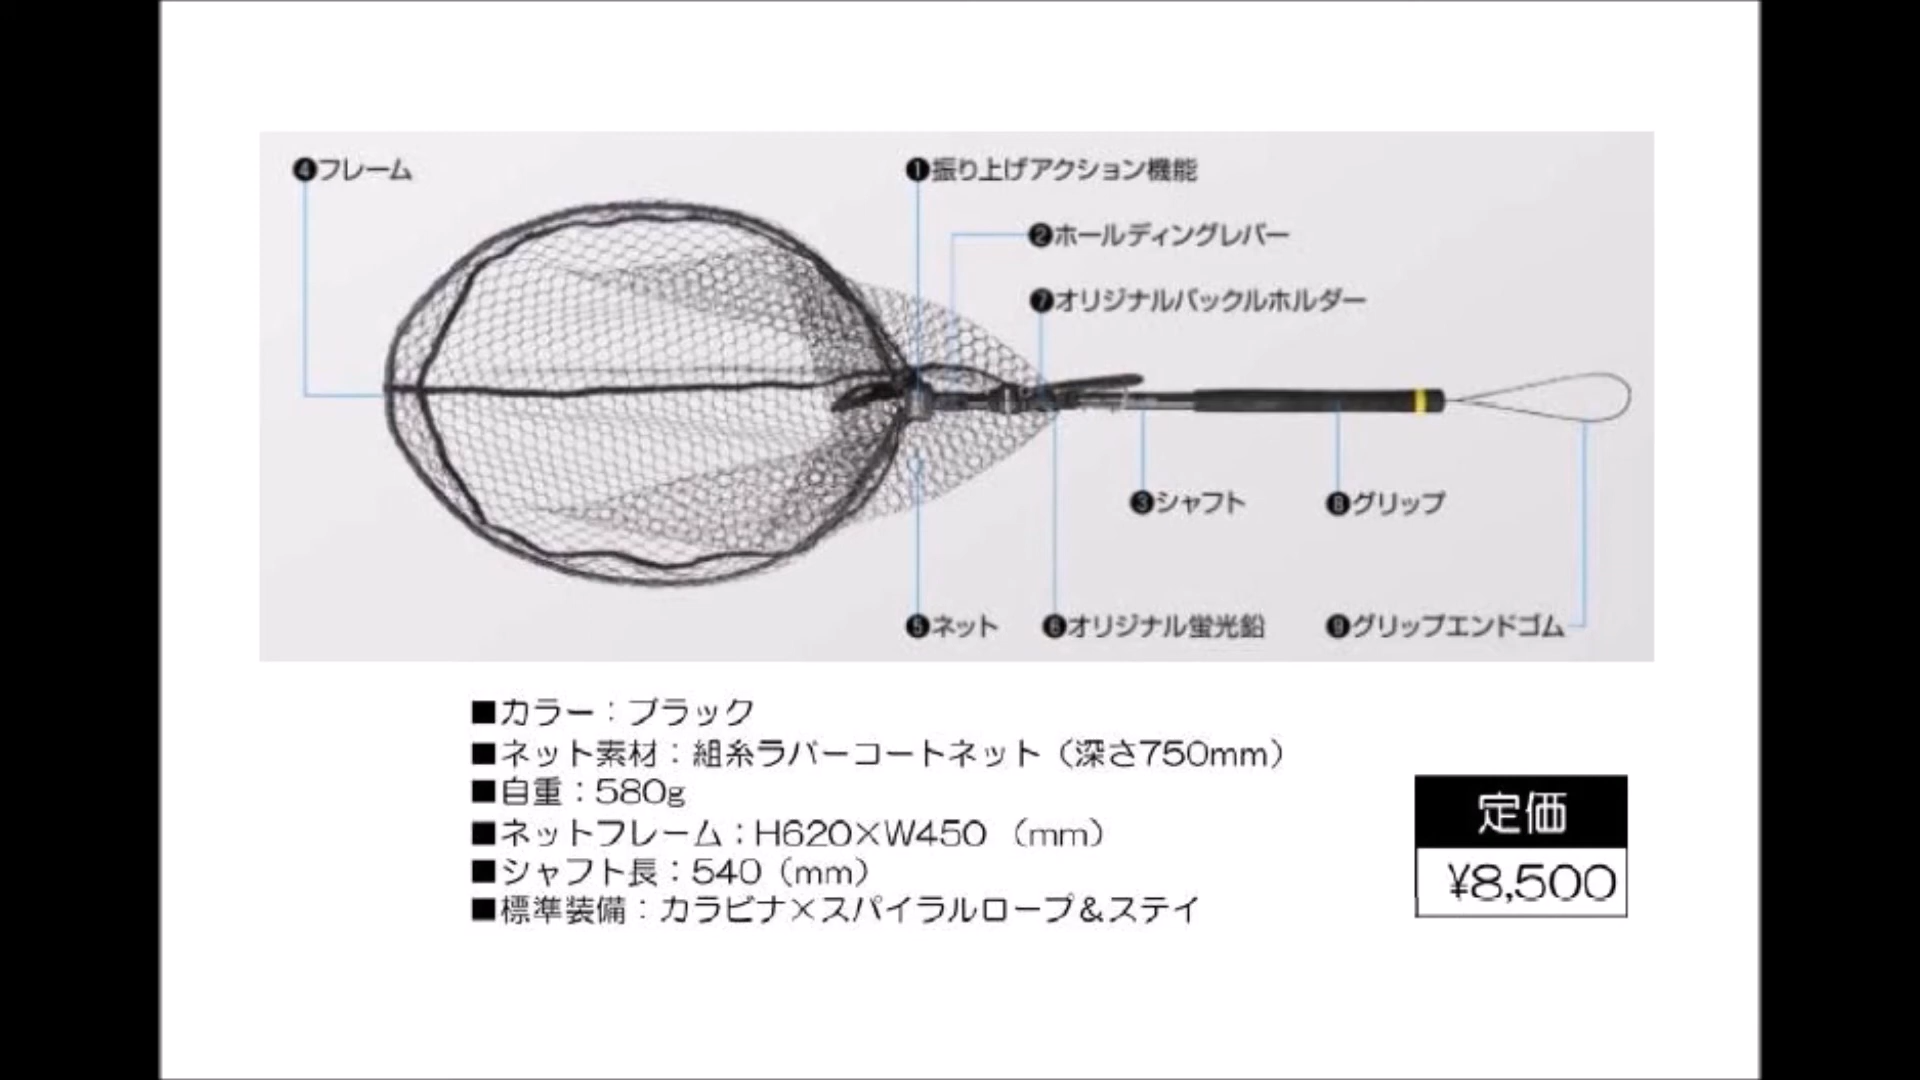 ❹フレーム
❶振り上げアクション機能
❷ホールディングレバー
❼オリジナルバックルホルダー
❸シャフト
❽グリップ
❺ネット
❻オリジナル蛍光鉛
❾グリップエンドゴム
■カラー：ブラック
■ネット素材：組糸ラバーコートネット（深さ750mm）
■自重：580g
■ネットフレーム：H620×W450 （mm）
■シャフト長：540（mm）
■標準装備：カラビナ×スパイラルロープ＆ステイ
定価
¥8,500